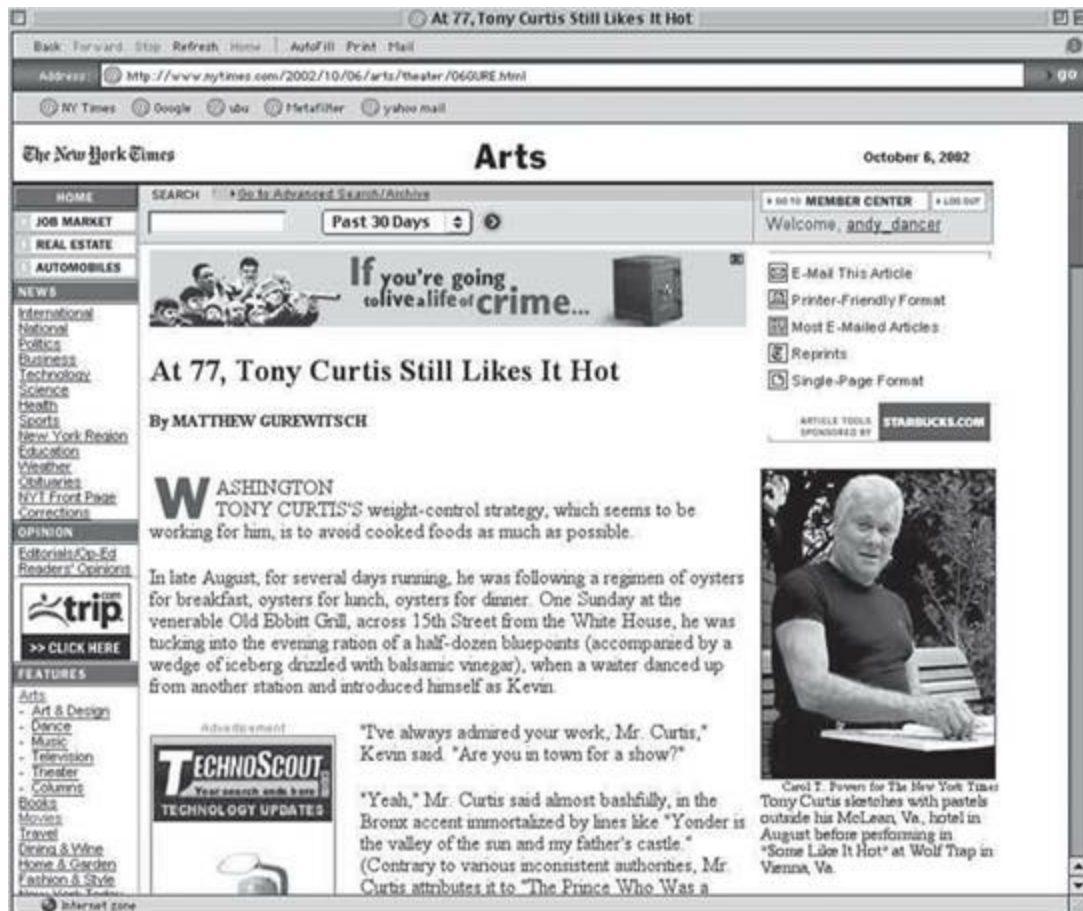 At 77, Tony Curtis Still Likes It Hot
Back Forward Stop Refresh Home AutoFill Print Mail
Address: http://www.nytimes.com/2002/10/06/arts/theater/06GURE.html go
NY Times Google ubu Metafilter yahoo mail
The New York Times Arts October 6, 2002
HOME
JOB MARKET
REAL ESTATE
AUTOMOBILES
NEWS
International
National
Politics
Business
Technology
Science
Health
Sports
New York Region
Education
Weather
Obituaries
NYT Front Page
Corrections
OPINION
Editorials/Op-Ed
Readers' Opinions
trip.com
>> CLICK HERE
FEATURES
Arts
- Art & Design
- Dance
- Music
- Television
- Theater
- Columns
Books
Movies
Travel
Dining & Wine
Home & Garden
Fashion & Style
New York Today
SEARCH Go to Advanced Search/Archive
Past 30 Days
GO TO MEMBER CENTER LOG OUT
Welcome, andy_dancer
If you're going
to live a life of crime...
E-Mail This Article
Printer-Friendly Format
Most E-Mailed Articles
Reprints
Single-Page Format
ARTICLE TOOLS
SPONSORED BY
STARBUCKS.COM
At 77, Tony Curtis Still Likes It Hot
By MATTHEW GUREWITSCH
WASHINGTON
TONY CURTIS'S weight-control strategy, which seems to be
working for him, is to avoid cooked foods as much as possible.
In late August, for several days running, he was following a regimen of oysters
for breakfast, oysters for lunch, oysters for dinner. One Sunday at the
venerable Old Ebbitt Grill, across 15th Street from the White House, he was
tucking into the evening ration of a half-dozen bluepoints (accompanied by a
wedge of iceberg drizzled with balsamic vinegar), when a waiter danced up
from another station and introduced himself as Kevin.
Advertisement
TECHNOSCOUT
Your search ends here
TECHNOLOGY UPDATES
"I've always admired your work, Mr. Curtis,"
Kevin said. "Are you in town for a show?"
"Yeah," Mr. Curtis said almost bashfully, in the
Bronx accent immortalized by lines like "Yonder is
the valley of the sun and my father's castle."
(Contrary to various inconsistent authorities, Mr.
Curtis attributes it to "The Prince Who Was a
Carol T. Powers for The New York Times
Tony Curtis sketches with pastels
outside his McLean, Va., hotel in
August before performing in
"Some Like It Hot" at Wolf Trap in
Vienna, Va.
Internet zone